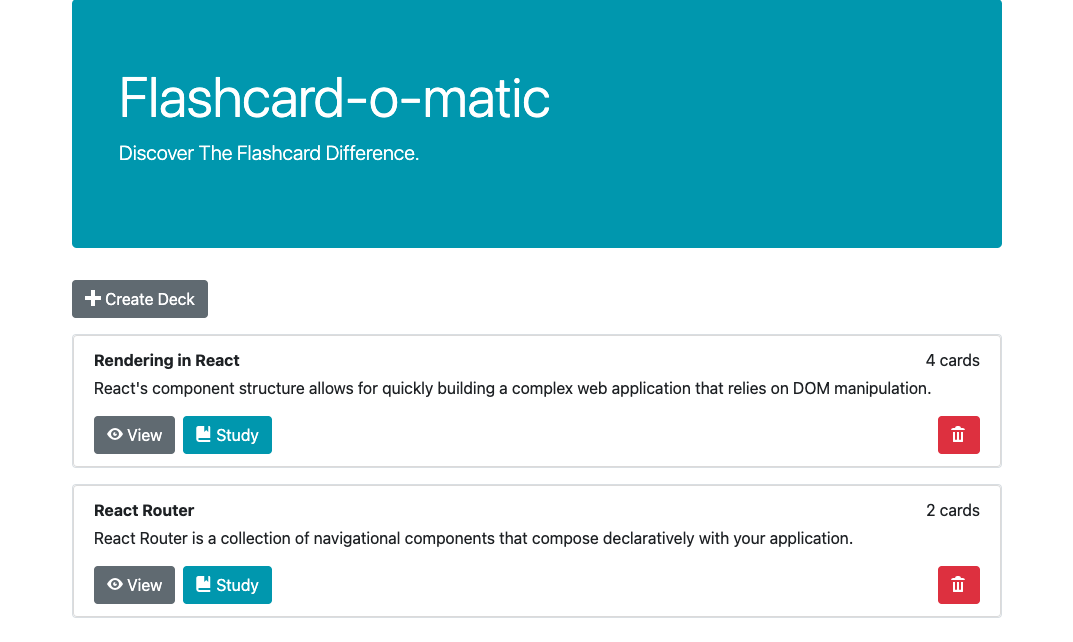 Flashcard-o-matic
Discover The Flashcard Difference.
Create Deck
Rendering in React 4 cards
React's component structure allows for quickly building a complex web application that relies on DOM manipulation.
View Study
React Router 2 cards
React Router is a collection of navigational components that compose declaratively with your application.
View Study